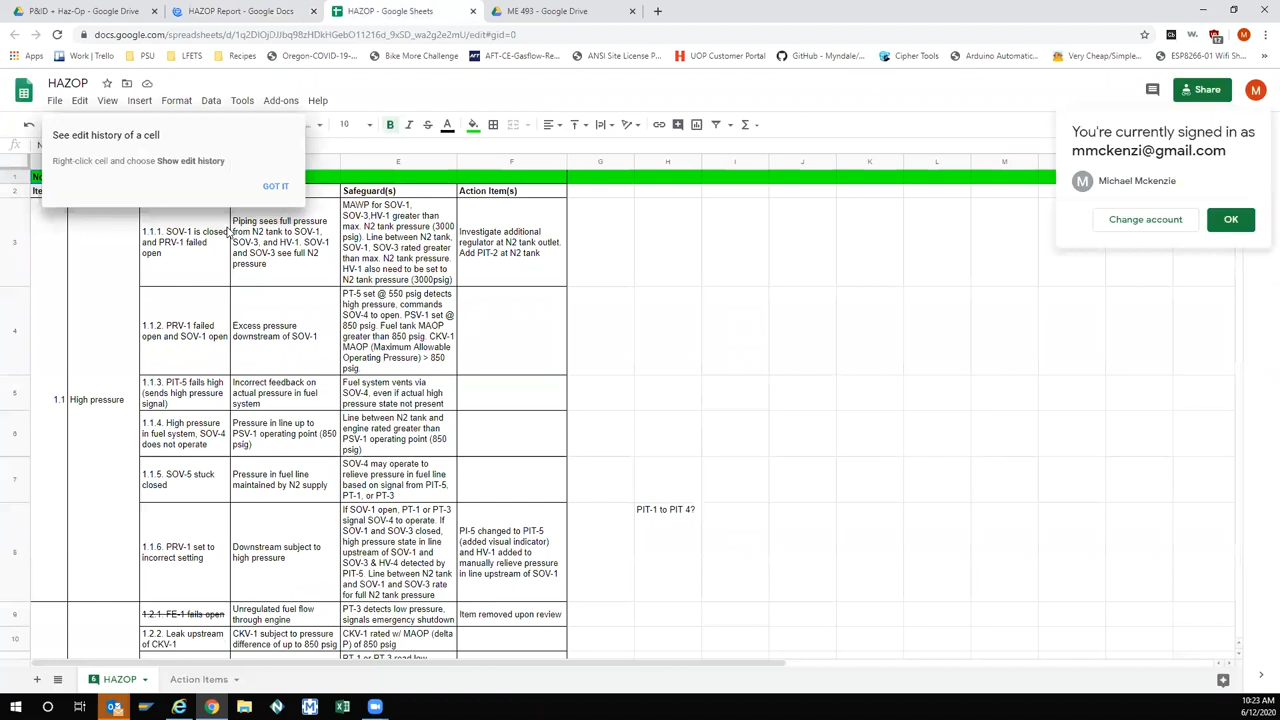 P&ID + Haz-Op - Google Drive
HAZOP Report - Google Docs
HAZOP - Google Sheets
ME 493 - Google Drive
docs.google.com/spreadsheets/d/
/edit#gid=0
Apps
Work | Trello
PSU
LFETS
Recipes
Oregon-COVID-19-...
Bike More Challenge
AFT-CE-Gasflow-Re...
ANSI Site License P...
UOP Customer Portal
GitHub - Myndale/...
Cipher Tools
Arduino Automatic...
Very Cheap/Simple...
ESP8266-01 Wifi Sh...
HAZOP
File Edit View Insert Format Data Tools Add-ons Help
Share
M
10
See edit history of a cell
Right-click cell and choose Show edit history
GOT IT
You're currently signed in as
mmckenzi@gmail.com
M
Michael Mckenzie
Change account
OK
E F G H I J K L M N O P
1
2
Safeguard(s)
Action Item(s)
3
1.1.1. SOV-1 is closed
and PRV-1 failed
open
Piping sees full pressure
from N2 tank to SOV-1,
SOV-3, and HV-1. SOV-1
and SOV-3 see full N2
pressure
MAWP for SOV-1,
SOV-3,HV-1 greater than
max. N2 tank pressure (3000
psig). Line between N2 tank,
SOV-1, SOV-3 rated greater
than max. N2 tank pressure.
HV-1 also need to be set to
N2 tank pressure (3000psig)
Investigate additional
regulator at N2 tank outlet.
Add PIT-2 at N2 tank
4
1.1.2. PRV-1 failed
open and SOV-1 open
Excess pressure
downstream of SOV-1
PT-5 set @ 550 psig detects
high pressure, commands
SOV-4 to open. PSV-1 set @
850 psig. Fuel tank MAOP
greater than 850 psig. CKV-1
MAOP (Maximum Allowable
Operating Pressure) > 850
psig.
5
1.1 High pressure
1.1.3. PIT-5 fails high
(sends high pressure
signal)
Incorrect feedback on
actual pressure in fuel
system
Fuel system vents via
SOV-4, even if actual high
pressure state not present
6
1.1.4. High pressure
in fuel system, SOV-4
does not operate
Pressure in line up to
PSV-1 operating point (850
psig)
Line between N2 tank and
engine rated greater than
PSV-1 operating point (850
psig)
7
1.1.5. SOV-5 stuck
closed
Pressure in fuel line
maintained by N2 supply
SOV-4 may operate to
relieve pressure in fuel line
based on signal from PIT-5,
PT-1, or PT-3
8
1.1.6. PRV-1 set to
incorrect setting
Downstream subject to
high pressure
If SOV-1 open, PT-1 or PT-3
signal SOV-4 to operate. If
SOV-1 and SOV-3 closed,
high pressure state in line
upstream of SOV-1 and
SOV-3 & HV-4 detected by
PIT-5. Line between N2 tank
and SOV-1 and SOV-3 rate
for full N2 tank pressure
PI-5 changed to PIT-5
(added visual indicator)
and HV-1 added to
manually relieve pressure
in line upstream of SOV-1
PIT-1 to PIT 4?
9
1.2.1. FE-1 fails open
Unregulated fuel flow
through engine
PT-3 detects low pressure,
signals emergency shutdown
Item removed upon review
10
1.2.2. Leak upstream
of CKV-1
CKV-1 subject to pressure
difference of up to 850 psig
CKV-1 rated w/ MAOP (delta
P) of 850 psig
PT-1 or PT-3 read low
6 HAZOP
Action Items
10:23 AM
6/12/2020